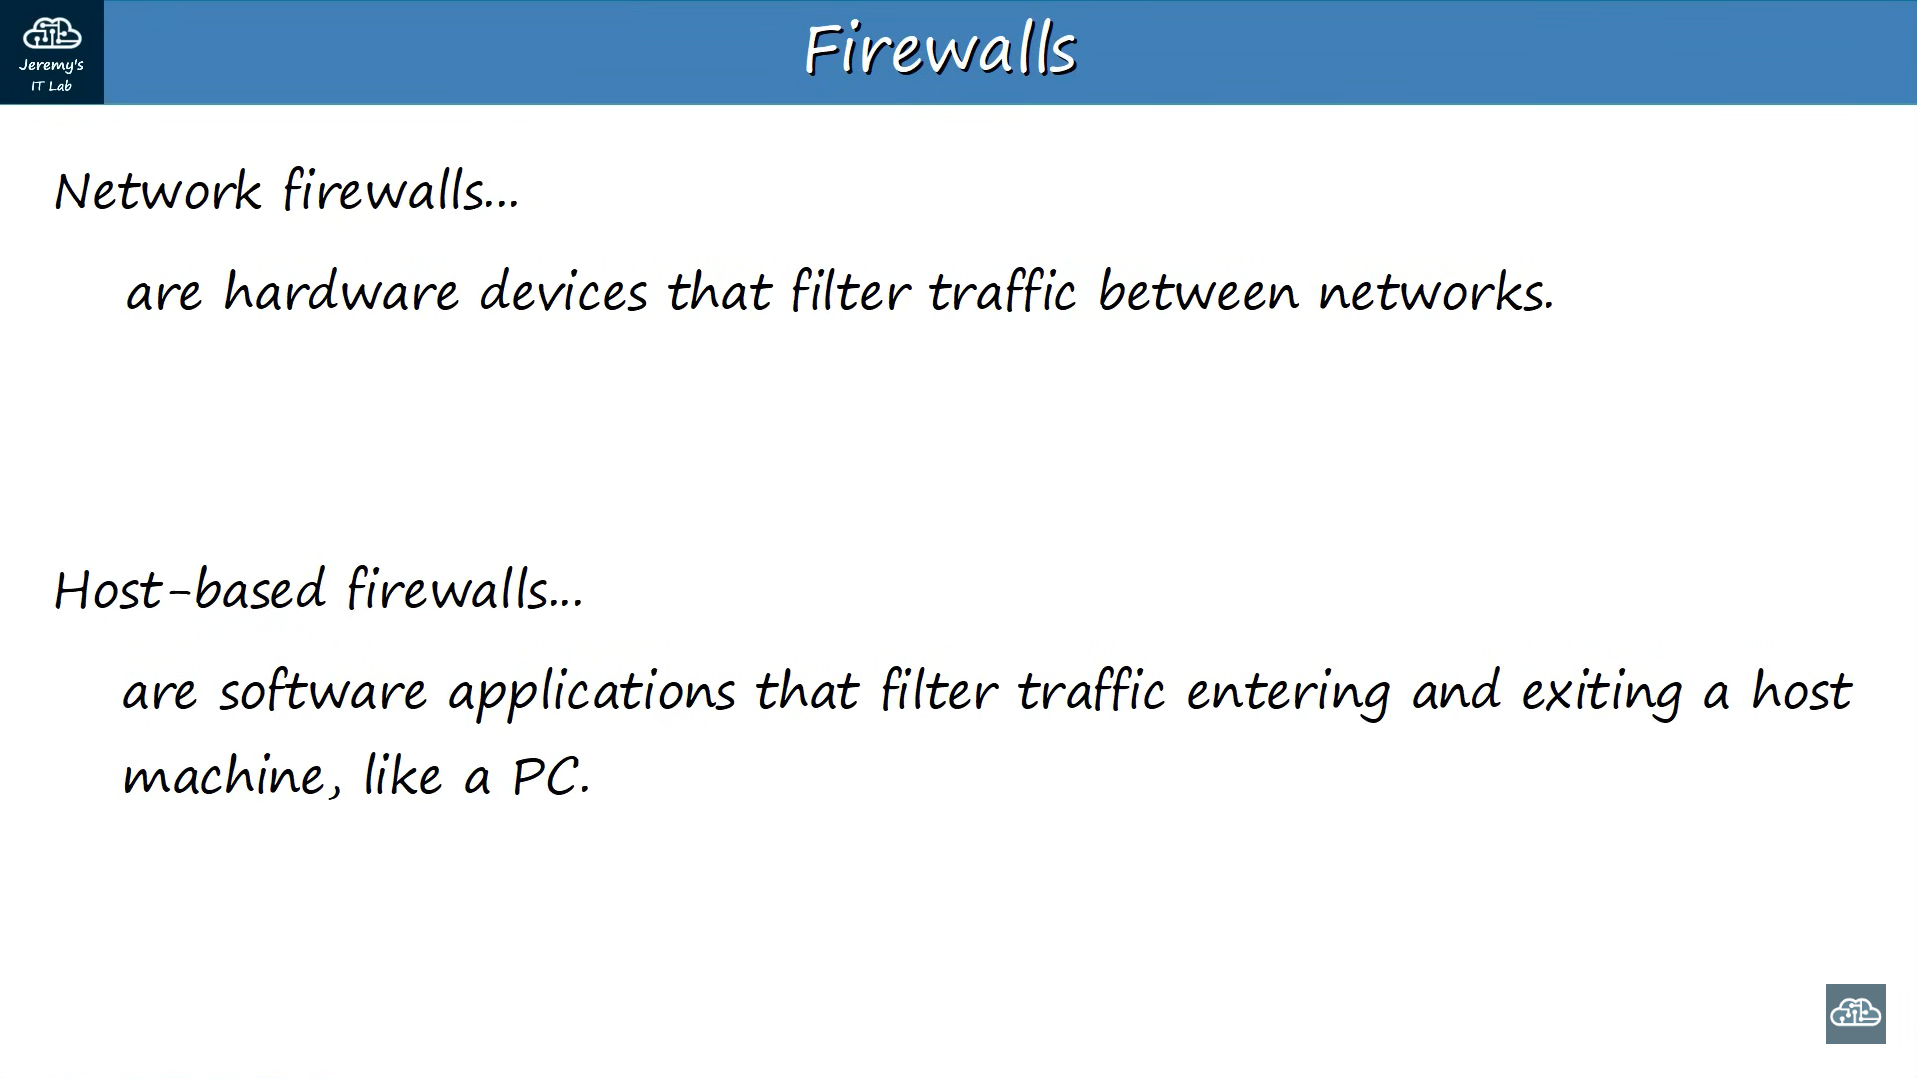 Jeremy's
IT Lab
Firewalls
Network firewalls...
are hardware devices that filter traffic between networks.
Host-based firewalls...
are software applications that filter traffic entering and exiting a host
machine, like a PC.